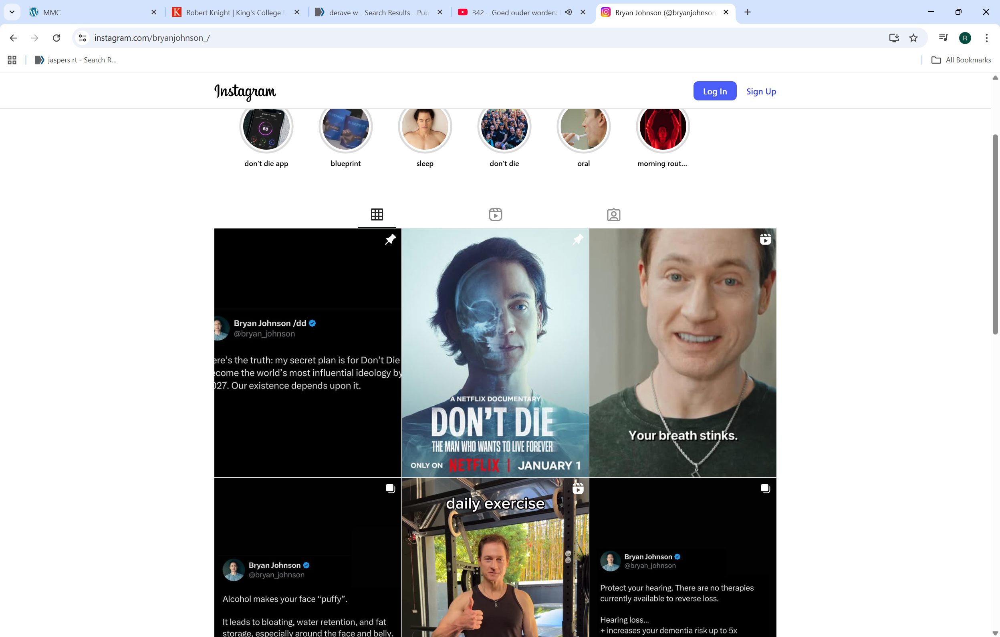 MMC
Robert Knight | King's College L
derave w - Search Results - Pub
342 – Goed ouder worden:
Bryan Johnson (@bryanjohnson
instagram.com/bryanjohnson_/
R
jaspers rt - Search R...
All Bookmarks
Instagram
Log In
Sign Up
DON'T DIE
68
BLUEPRINT
BLUEPRINT
don't die app
blueprint
sleep
don't die
oral
morning rout...
Bryan Johnson /dd
@bryan_johnson
ere's the truth: my secret plan is for Don't Die
come the world's most influential ideology by
027. Our existence depends upon it.
A NETFLIX DOCUMENTARY
DON'T DIE
THE MAN WHO WANTS TO LIVE FOREVER
ONLY ON NETFLIX | JANUARY 1
Your breath stinks.
Bryan Johnson
@bryan_johnson
Alcohol makes your face “puffy”.
It leads to bloating, water retention, and fat
storage, especially around the face and belly.
daily exercise
Bryan Johnson
@bryan_johnson
Protect your hearing. There are no therapies
currently available to reverse loss.
Hearing loss...
+ increases your dementia risk up to 5x